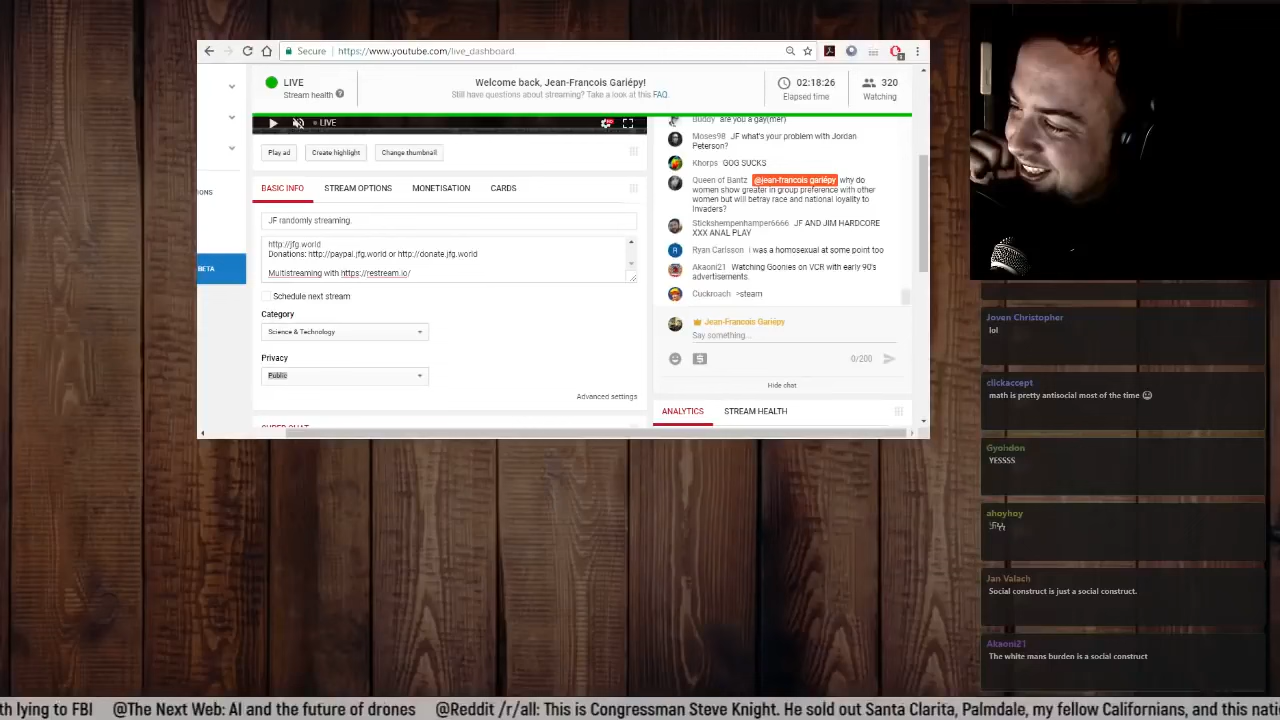 Secure
https://www.youtube.com/live_dashboard
LIVE
Stream health
Welcome back, Jean-Francois Gariépy!
Still have questions about streaming? Take a look at this FAQ.
02:18:26
Elapsed time
320
Watching
LIVE
Play ad
Create highlight
Change thumbnail
BASIC INFO
STREAM OPTIONS
MONETISATION
CARDS
JF randomly streaming.
http://jfg.world
Donations: http://paypal.jfg.world or http://donate.jfg.world
Multistreaming with https://restream.io/
Schedule next stream
Category
Science & Technology
Privacy
Public
Advanced settings
IONS
BETA
Buddy are you a gay(mer)
Moses98 JF what's your problem with Jordan
Peterson?
Khorps GOG SUCKS
Queen of Bantz @jean-francois gariépy why do
women show greater in group preference with other
women but will betray race and national loyality to
Invaders?
Stickshempenhamper6666 JF AND JIM HARDCORE
XXX ANAL PLAY
Ryan Carlsson i was a homosexual at some point too
Akaoni21 Watching Goonies on VCR with early 90's
advertisements.
Cuckroach >steam
Jean-Francois Gariépy
Say something...
0/200
Hide chat
ANALYTICS
STREAM HEALTH
Joven Christopher
lol
clickaccept
math is pretty antisocial most of the time
Gyondon
YESSSS
ahoyhoy
Jan Valach
Social construct is just a social construct.
Akaoni21
The white mans burden is a social construct
th lying to FBI @The Next Web: AI and the future of drones @Reddit /r/all: This is Congressman Steve Knight. He sold out Santa Clarita, Palmdale, my fellow Californians, and this nati